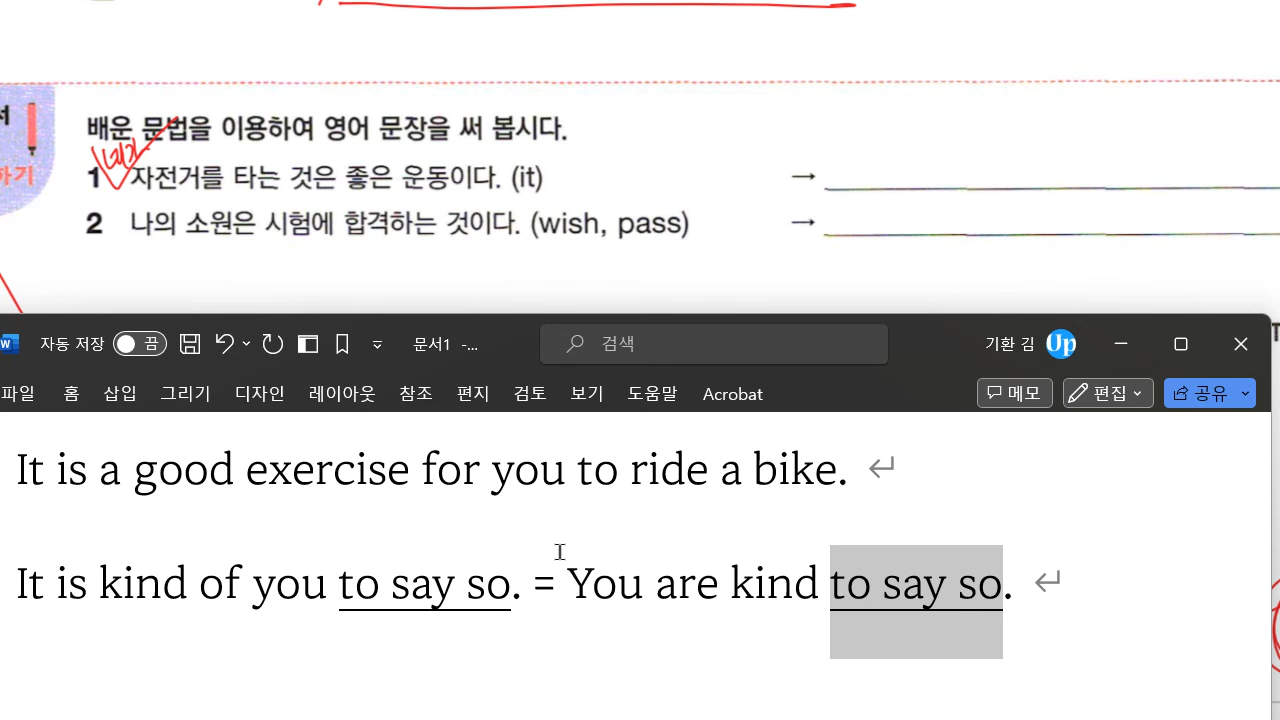 서
하기
배운 문법을 이용하여 영어 문장을 써 봅시다.
네가
1 자전거를 타는 것은 좋은 운동이다. (it) →
2 나의 소원은 시험에 합격하는 것이다. (wish, pass) →
자동 저장 끔 문서1 -... 검색 기환 김 Up
파일 홈 삽입 그리기 디자인 레이아웃 참조 편지 검토 보기 도움말 Acrobat 메모 편집 공유
It is a good exercise for you to ride a bike.
It is kind of you to say so. = You are kind to say so.